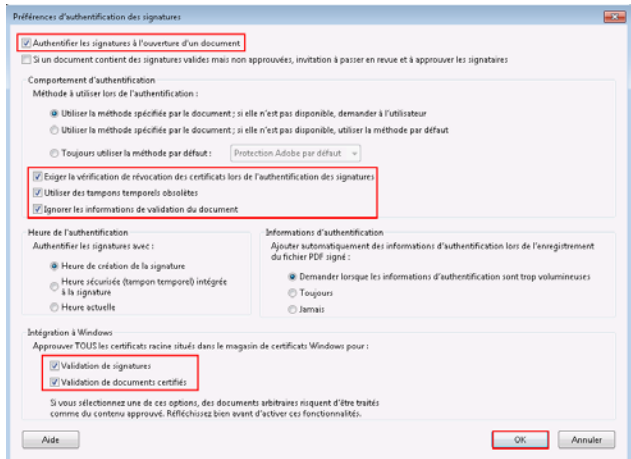 Préférences d'authentification des signatures
Authentifier les signatures à l'ouverture d'un document
Si un document contient des signatures valides mais non approuvées, invitation à passer en revue et à approuver les signataires
Comportement d'authentification
Méthode à utiliser lors de l'authentification :
Utiliser la méthode spécifiée par le document ; si elle n'est pas disponible, demander à l'utilisateur
Utiliser la méthode spécifiée par le document ; si elle n'est pas disponible, utiliser la méthode par défaut
Toujours utiliser la méthode par défaut : Protection Adobe par défaut
Exiger la vérification de révocation des certificats lors de l'authentification des signatures
Utiliser des tampons temporels obsolètes
Ignorer les informations de validation du document
Heure de l'authentification
Authentifier les signatures avec :
Heure de création de la signature
Heure sécurisée (tampon temporel) intégrée
à la signature
Heure actuelle
Informations d'authentification
Ajouter automatiquement des informations d'authentification lors de l'enregistrement
du fichier PDF signé :
Demander lorsque les informations d'authentification sont trop volumineuses
Toujours
Jamais
Intégration à Windows
Approuver TOUS les certificats racine situés dans le magasin de certificats Windows pour :
Validation de signatures
Validation de documents certifiés
Si vous sélectionnez une de ces options, des documents arbitraires risquent d'être traités
comme du contenu approuvé. Réfléchissez bien avant d'activer ces fonctionnalités.
Aide
OK
Annuler